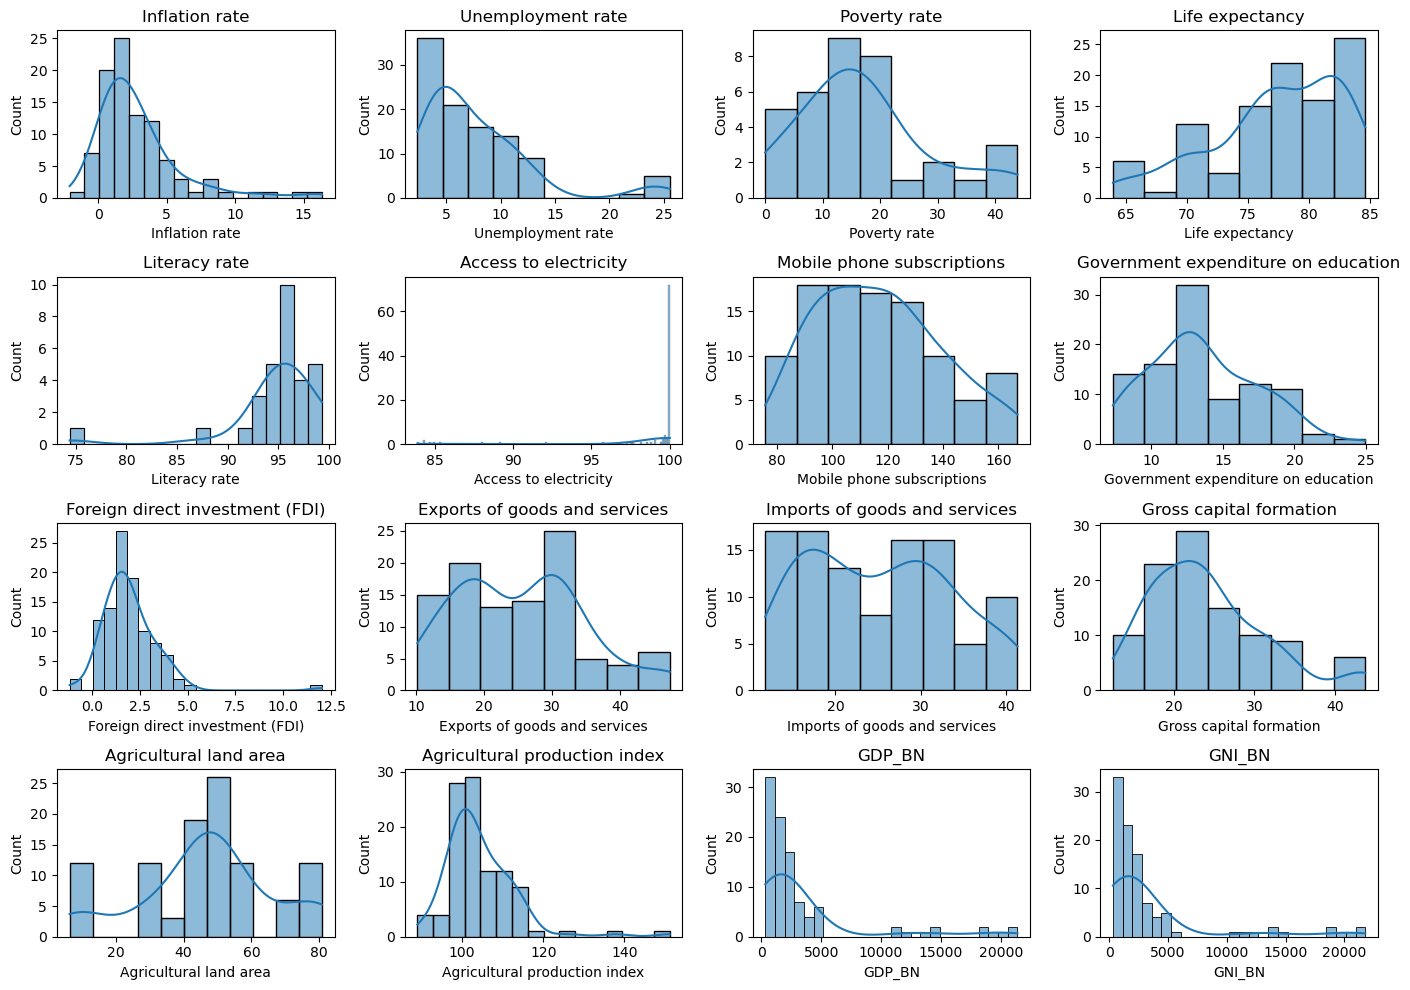 Inflation rate
Count
25
20
15
10
5
0
0 5 10 15
Inflation rate
Unemployment rate
Count
30
20
10
0
5 10 15 20 25
Unemployment rate
Poverty rate
Count
8
6
4
2
0
0 10 20 30 40
Poverty rate
Life expectancy
Count
25
20
15
10
5
0
65 70 75 80 85
Life expectancy
Literacy rate
Count
10
8
6
4
2
0
75 80 85 90 95 100
Literacy rate
Access to electricity
Count
60
40
20
0
85 90 95 100
Access to electricity
Mobile phone subscriptions
Count
15
10
5
0
80 100 120 140 160
Mobile phone subscriptions
Government expenditure on education
Count
30
20
10
0
10 15 20 25
Government expenditure on education
Foreign direct investment (FDI)
Count
25
20
15
10
5
0
0.0 2.5 5.0 7.5 10.0 12.5
Foreign direct investment (FDI)
Exports of goods and services
Count
25
20
15
10
5
0
10 20 30 40
Exports of goods and services
Imports of goods and services
Count
15
10
5
0
20 30 40
Imports of goods and services
Gross capital formation
Count
30
20
10
0
20 30 40
Gross capital formation
Agricultural land area
Count
25
20
15
10
5
0
20 40 60 80
Agricultural land area
Agricultural production index
Count
30
20
10
0
100 120 140
Agricultural production index
GDP_BN
Count
30
20
10
0
0 5000 10000 15000 20000
GDP_BN
GNI_BN
Count
30
20
10
0
0 5000 10000 15000 20000
GNI_BN